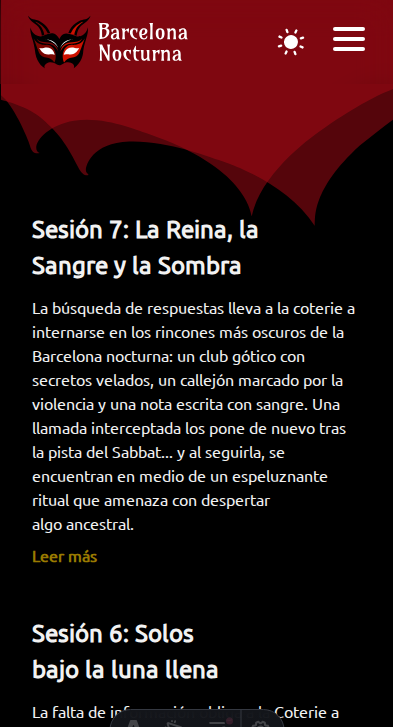 Barcelona
Nocturna
Sesión 7: La Reina, la
Sangre y la Sombra
La búsqueda de respuestas lleva a la coterie a
internarse en los rincones más oscuros de la
Barcelona nocturna: un club gótico con
secretos velados, un callejón marcado por la
violencia y una nota escrita con sangre. Una
llamada interceptada los pone de nuevo tras
la pista del Sabbat... y al seguirla, se
encuentran en medio de un espeluznante
ritual que amenaza con despertar
algo ancestral.
Leer más
Sesión 6: Solos
bajo la luna llena
La falta de Coterie a